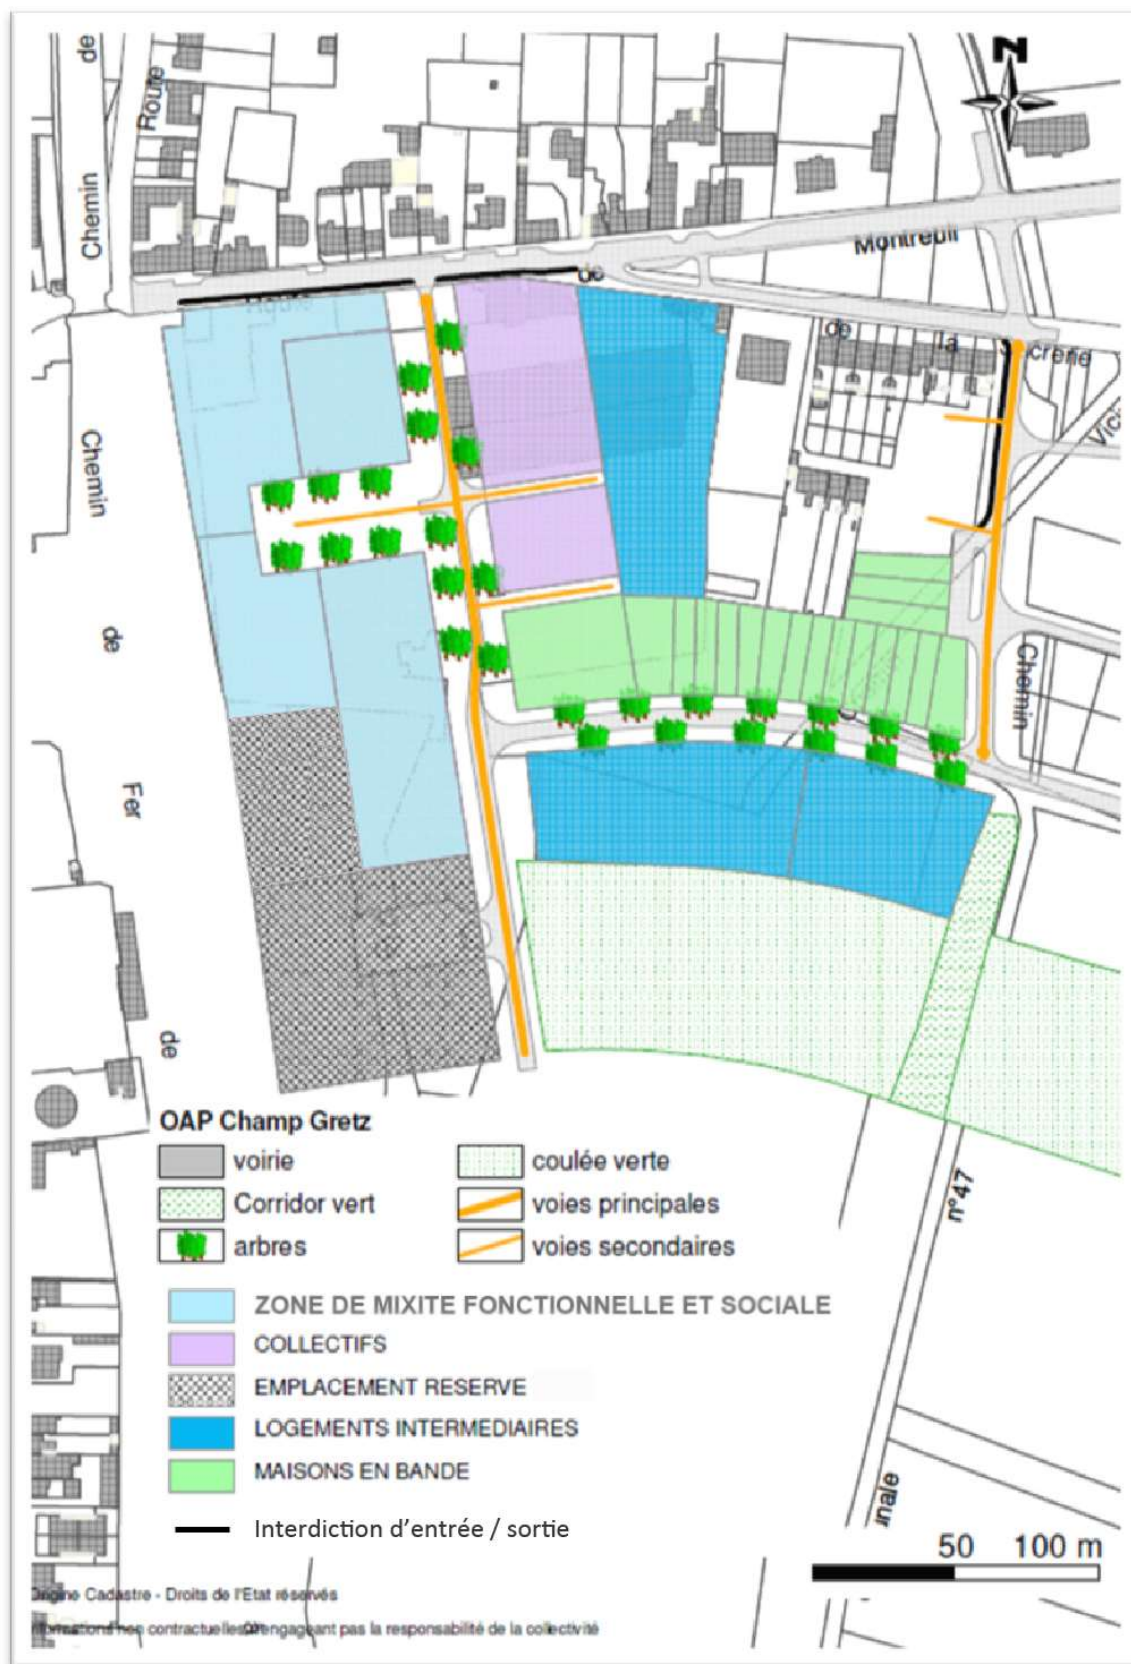 de
Route
Chemin
N
Montreuil
de
Route
de
la
Chemin
de
Fer
de
Chemin
OAP Champ Gretz
voirie
coulée verte
Corridor vert
voies principales
arbres
voies secondaires
n°47
ZONE DE MIXITE FONCTIONNELLE ET SOCIALE
COLLECTIFS
EMPLACEMENT RESERVE
LOGEMENTS INTERMEDIAIRES
MAISONS EN BANDE
Interdiction d'entrée / sortie
50 100 m
Origine Cadastre - Droits de l'Etat réservés
pas la responsabilité de la collectivité